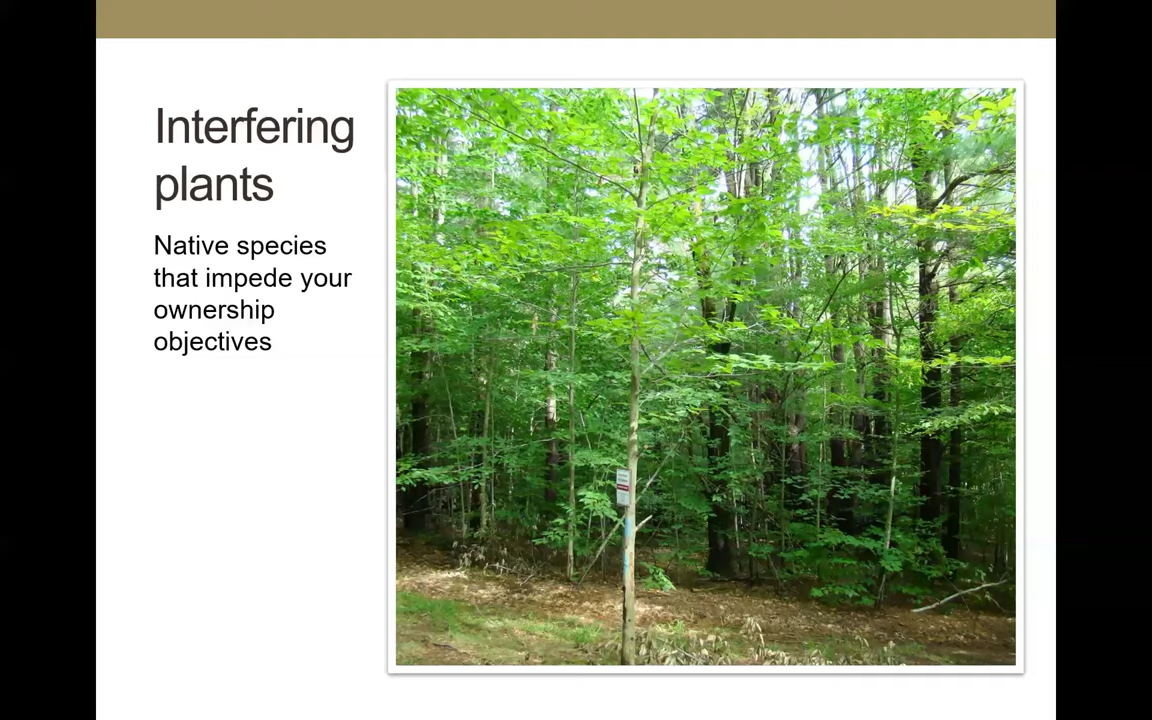 Interfering
plants
Native species
that impede your
ownership
objectives